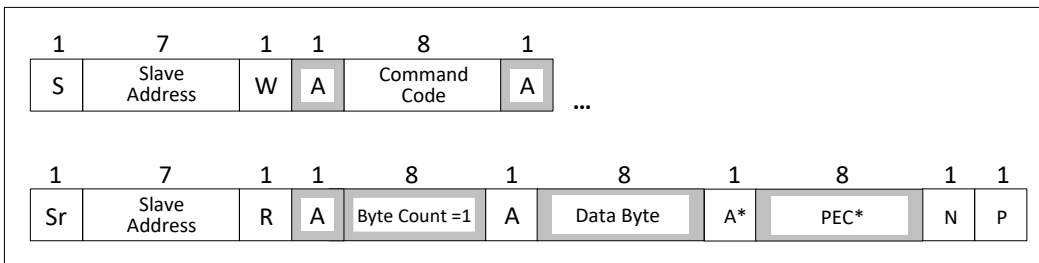 1 7 1 1 8 1
S Slave Address W A Command Code A ...
1 7 1 1 8 1 8 1 8 1 1
Sr Slave Address R A Byte Count =1 A Data Byte A* PEC* N P